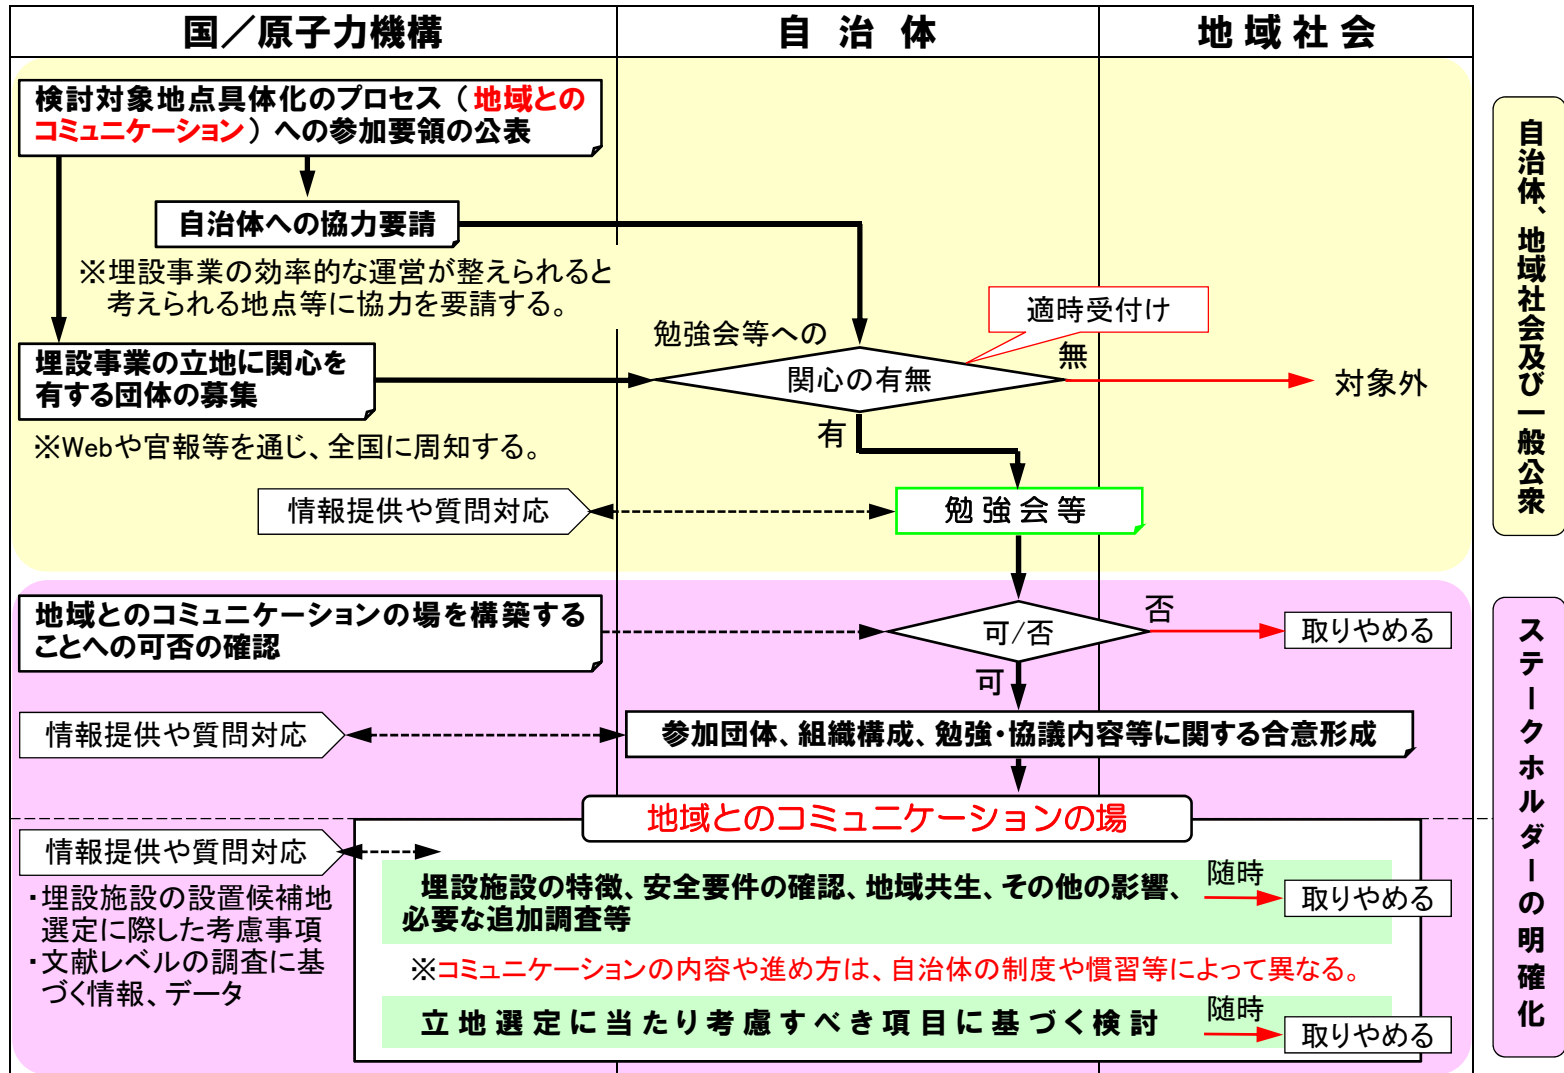 国／原子力機構
自 治 体
地 域 社 会
検討対象地点具体化のプロセス（地域との
コミュニケーション）への参加要領の公表
自治体への協力要請
※埋設事業の効率的な運営が整えられると
考えられる地点等に協力を要請する。
埋設事業の立地に関心を
有する団体の募集
※Webや官報等を通じ、全国に周知する。
勉強会等への
関心の有無
適時受付け
無
対象外
有
情報提供や質問対応
勉 強 会 等
自治体、地域社会及び一般公衆
地域とのコミュニケーションの場を構築する
ことへの可否の確認
可/否
否
取りやめる
可
情報提供や質問対応
参加団体、組織構成、勉強・協議内容等に関する合意形成
地域とのコミュニケーションの場
情報提供や質問対応
・埋設施設の設置候補地
選定に際した考慮事項
・文献レベルの調査に基
づく情報、データ
埋設施設の特徴、安全要件の確認、地域共生、その他の影響、
必要な追加調査等
随時
取りやめる
※コミュニケーションの内容や進め方は、自治体の制度や慣習等によって異なる。
立地選定に当たり考慮すべき項目に基づく検討
随時
取りやめる
ステークホルダーの明確化